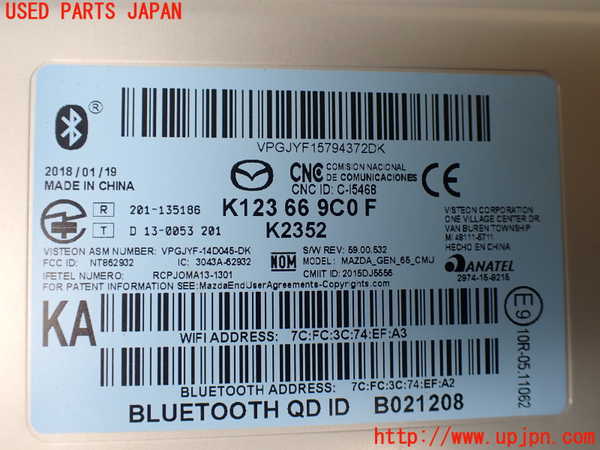 USED PARTS JAPAN
UPJ
®
VPGJYF15794372DK
2018/01/19
MADE IN CHINA
CNC COMISION NACIONAL
DE COMUNICACIONES
CNC ID: C-15468
R 201-135186
K123 66 9C0 F
T D 13-0053 201
K2352
VISTEON CORPORATION
ONE VILLAGE CENTER DR.
VAN BUREN TOWNSHIP
MI 48111-5711
HECHO EN CHINA
VISTEON ASM NUMBER: VPGJYF-14D045-DK
FCC ID: NT862932 IC: 3043A-62932
NOM
S/W REV: 59.00.532
MODEL: MAZDA_GEN_65_CMU
IFETEL NUMERO: RCPJOMA13-1301
CMIIT ID: 2015DJ5556
FOR PATENT INFORMATION SEE: MazdaEndUserAgreements-Copyrights.com
ANATEL
2974-15-9215
KA
WIFI ADDRESS: 7C:FC:3C:74:EF:A3
E9
10R-05.11062
BLUETOOTH ADDRESS: 7C:FC:3C:74:EF:A2
BLUETOOTH QD ID B021208
http://www.upjpn.com